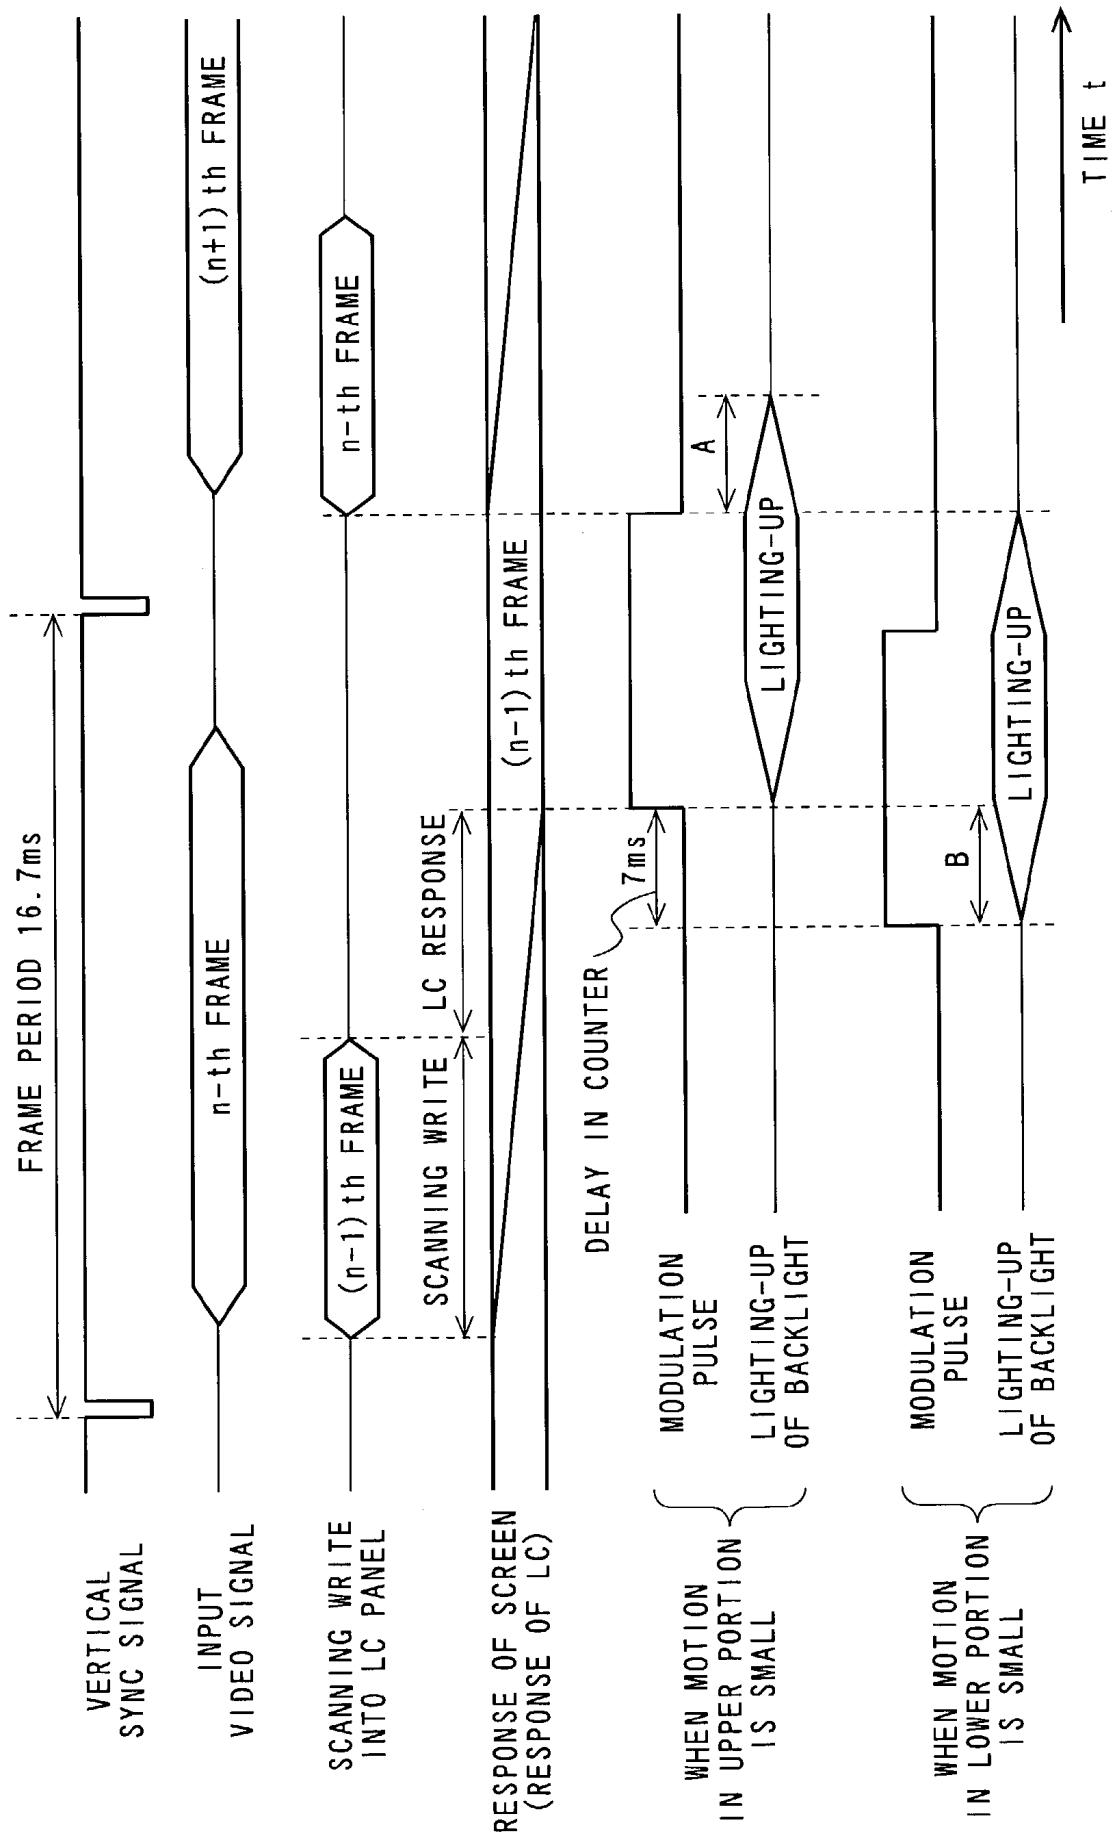 FRAME PERIOD 16.7ms
VERTICAL
SYNC SIGNAL
INPUT
VIDEO SIGNAL
n-th FRAME
(n+1)th FRAME
SCANNING WRITE
INTO LC PANEL
(n-1)th FRAME
n-th FRAME
SCANNING WRITE
LC RESPONSE
RESPONSE OF SCREEN
(RESPONSE OF LC)
(n-1)th FRAME
DELAY IN COUNTER
7ms
A
WHEN MOTION
IN UPPER PORTION
IS SMALL
MODULATION
PULSE
LIGHTING-UP
OF BACKLIGHT
LIGHTING-UP
WHEN MOTION
IN LOWER PORTION
IS SMALL
MODULATION
PULSE
LIGHTING-UP
OF BACKLIGHT
B
LIGHTING-UP
TIME t